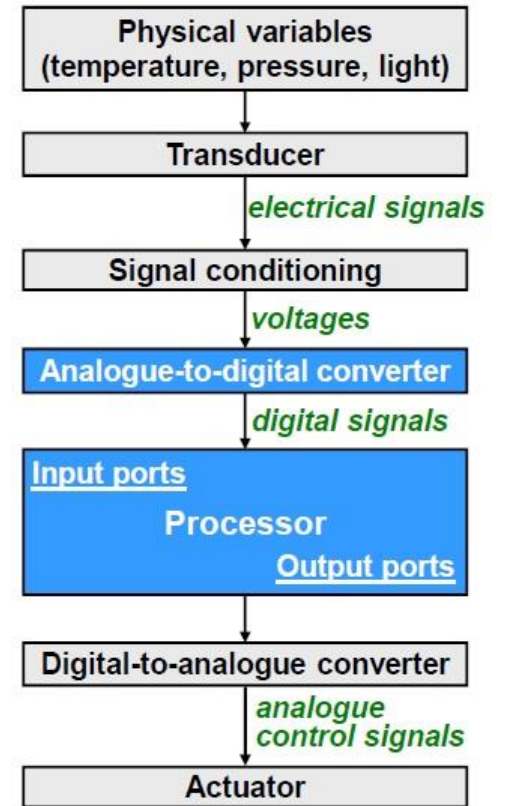 Physical variables
(temperature, pressure, light)
Transducer
electrical signals
Signal conditioning
voltages
Analogue-to-digital converter
digital signals
Input ports
Processor
Output ports
Digital-to-analogue converter
analogue
control signals
Actuator